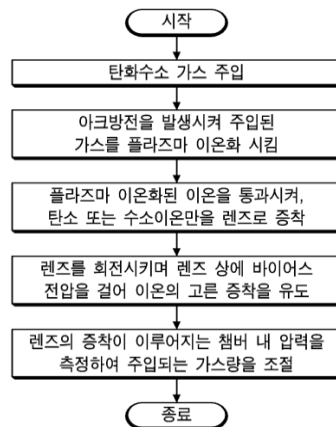 시작
탄화수소 가스 주입
아크방전을 발생시켜 주입된
가스를 플라즈마 이온화 시킴
플라즈마 이온화된 이온을 통과시켜,
탄소 또는 수소이온만을 렌즈로 증착
렌즈를 회전시키며 렌즈 상에 바이어스
전압을 걸어 이온의 고른 증착을 유도
렌즈의 증착이 이루어지는 챔버 내 압력을
측정하여 주입되는 가스량을 조절
종료